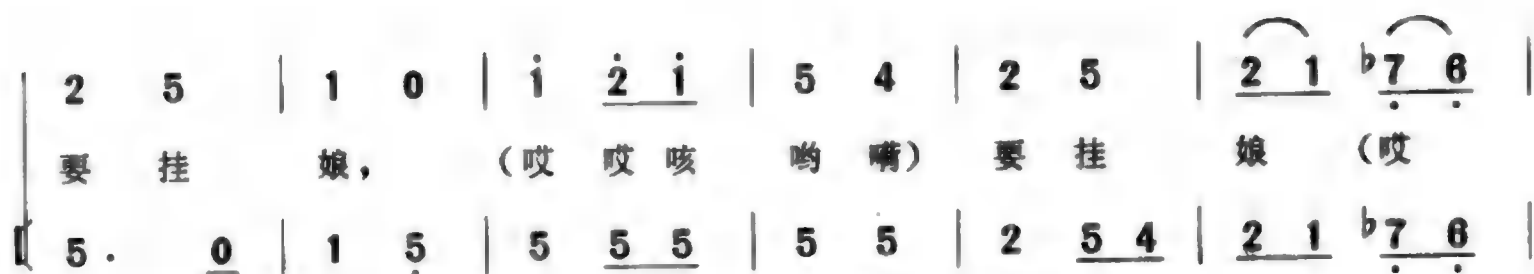 2 5 | 1 0 | i̇ 2̇ i̇ | 5 4 | 2 5 | 2 1 ♭7̣ 6̣ |
要 挂 娘, (哎 哎 咳 哟 嗬) 要 挂 娘 (哎
5· 0 | 1 5̣ | 5 5 5 | 5 5 | 2 5 4 | 2 1 ♭7̣ 6̣ |